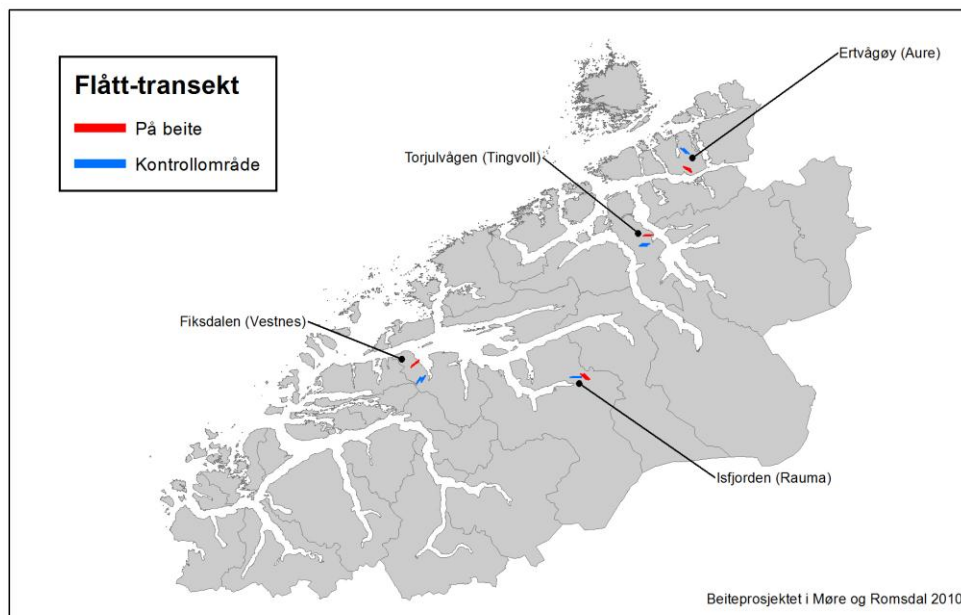 Flått-transekt
På beite
Kontrollområde
Ertvågøy (Aure)
Torjulvågen (Tingvoll)
Fiksdalen (Vestnes)
Isfjorden (Rauma)
Beiteprosjektet i Møre og Romsdal 2010